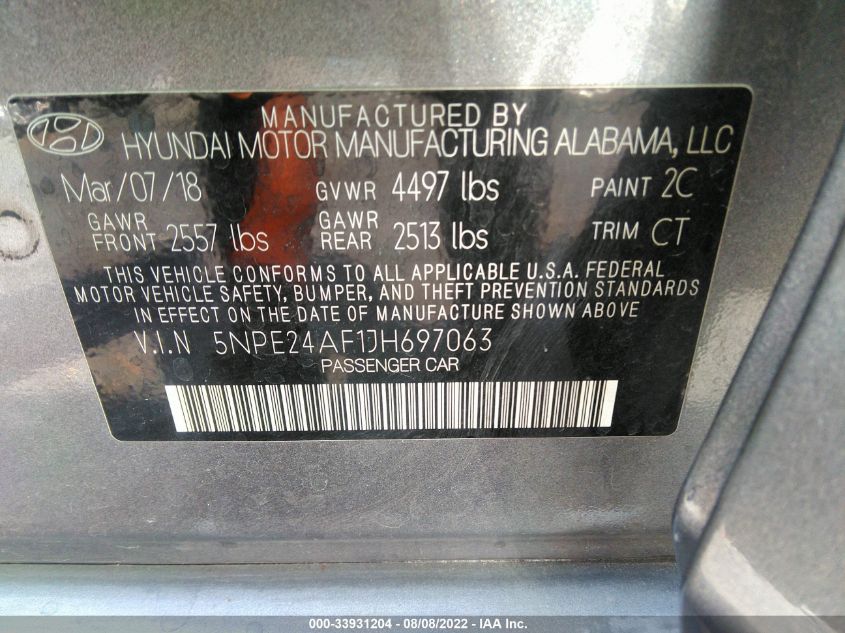 MANUFACTURED BY
HYUNDAI MOTOR MANUFACTURING ALABAMA, LLC
Mar/07/18 GVWR 4497 lbs PAINT 2C
GAWR FRONT 2557 lbs GAWR REAR 2513 lbs TRIM CT
THIS VEHICLE CONFORMS TO ALL APPLICABLE U.S.A. FEDERAL
MOTOR VEHICLE SAFETY, BUMPER, AND THEFT PREVENTION STANDARDS
IN EFFECT ON THE DATE OF MANUFACTURE SHOWN ABOVE
V.I.N 5NPE24AF1JH697063
PASSENGER CAR
000-33931204 - 08/08/2022 - IAA Inc.